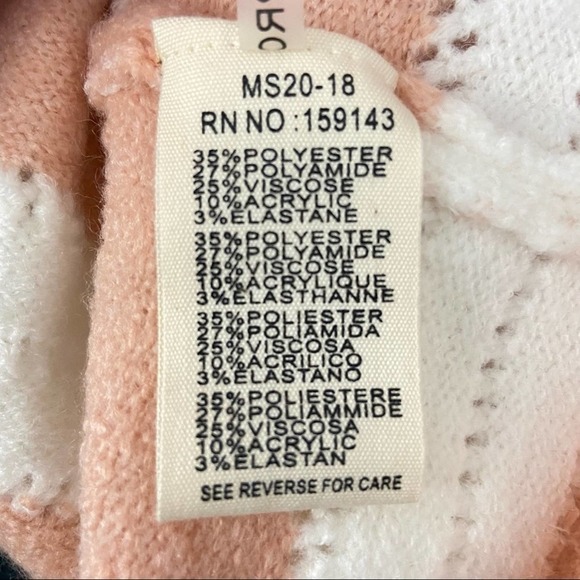 MS20-18
RN NO :159143
35%POLYESTER
27%POLYAMIDE
25%VISCOSE
10%ACRYLIC
3%ELASTANE
35%POLYESTER
27%POLYAMIDE
25%VISCOSE
10%ACRYLIQUE
3%ELASTHANNE
35%POLIESTER
27%POLIAMIDA
25%VISCOSA
10%ACRILICO
3%ELASTANO
35%POLIESTERE
27%POLIAMMIDE
25%VISCOSA
10%ACRYLIC
3%ELASTAN
SEE REVERSE FOR CARE